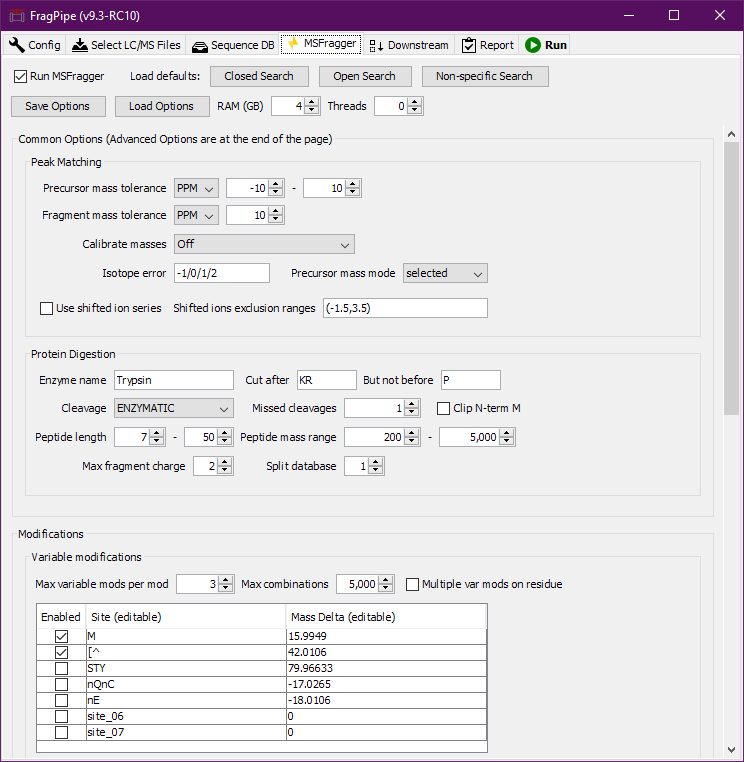 FragPipe (v9.3-RC10)
Config Select LC/MS Files Sequence DB MSFragger Downstream Report Run
Run MSFragger Load defaults: Closed Search Open Search Non-specific Search
Save Options Load Options RAM (GB) 4 Threads 0
Common Options (Advanced Options are at the end of the page)
Peak Matching
Precursor mass tolerance PPM -10 - 10
Fragment mass tolerance PPM 10
Calibrate masses Off
Isotope error -1/0/1/2 Precursor mass mode selected
Use shifted ion series Shifted ions exclusion ranges (-1.5,3.5)
Protein Digestion
Enzyme name Trypsin Cut after KR But not before P
Cleavage ENZYMATIC Missed cleavages 1 Clip N-term M
Peptide length 7 - 50 Peptide mass range 200 - 5,000
Max fragment charge 2 Split database 1
Modifications
Variable modifications
Max variable mods per mod 3 Max combinations 5,000 Multiple var mods on residue
Enabled Site (editable) Mass Delta (editable)
M 15.9949
[^ 42.0106
STY 79.96633
nQnC -17.0265
nE -18.0106
site_06 0
site_07 0